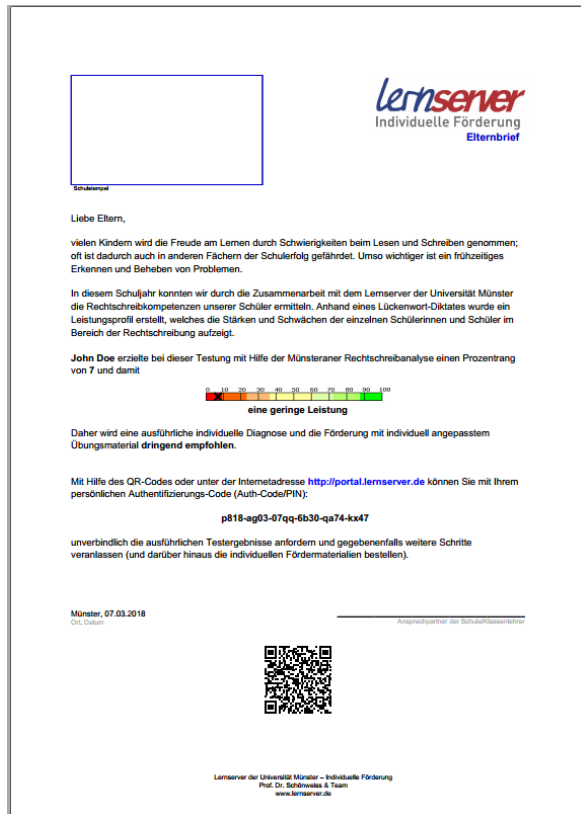 lernserver
Individuelle Förderung
Elternbrief
Schulstempel
Liebe Eltern,
vielen Kindern wird die Freude am Lernen durch Schwierigkeiten beim Lesen und Schreiben genommen;
oft ist dadurch auch in anderen Fächern der Schulerfolg gefährdet. Umso wichtiger ist ein frühzeitiges
Erkennen und Beheben von Problemen.
In diesem Schuljahr konnten wir durch die Zusammenarbeit mit dem Lernserver der Universität Münster
die Rechtschreibkompetenzen unserer Schüler ermitteln. Anhand eines Lückenwort-Diktates wurde ein
Leistungsprofil erstellt, welches die Stärken und Schwächen der einzelnen Schülerinnen und Schüler im
Bereich der Rechtschreibung aufzeigt.
John Doe erzielte bei dieser Testung mit Hilfe der Münsteraner Rechtschreibanalyse einen Prozentrang
von 7 und damit
0 10 20 30 40 50 60 70 80 90 100
eine geringe Leistung
Daher wird eine ausführliche individuelle Diagnose und die Förderung mit individuell angepasstem
Übungsmaterial dringend empfohlen.
Mit Hilfe des QR-Codes oder unter der Internetadresse http://portal.lernserver.de können Sie mit Ihrem
persönlichen Authentifizierungs-Code (Auth-Code/PIN):
p818-ag03-07qq-6b30-qa74-kx47
unverbindlich die ausführlichen Testergebnisse anfordern und gegebenenfalls weitere Schritte
veranlassen (und darüber hinaus die individuellen Fördermaterialien bestellen).
Münster, 07.03.2018
Ort, Datum
Ansprechpartner der Schule/Klassenlehrer
Lernserver der Universität Münster – Individuelle Förderung
Prof. Dr. Schönweiss & Team
www.lernserver.de